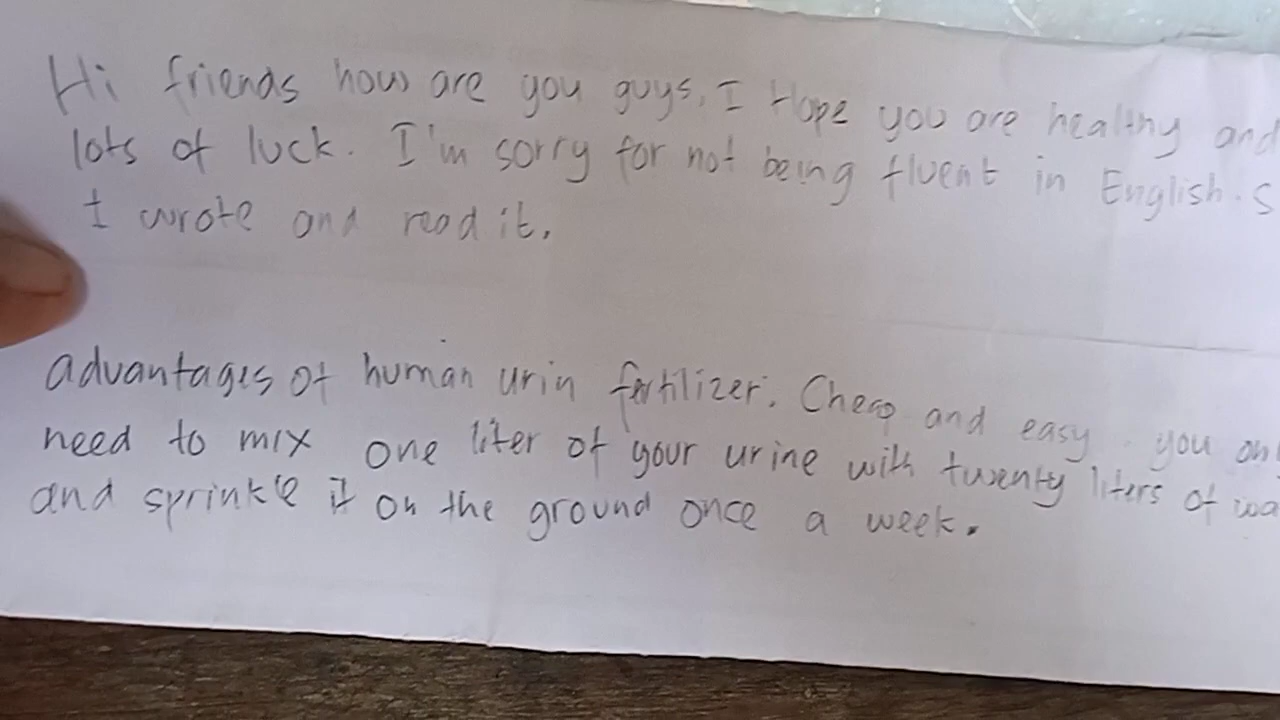 Hi friends how are you guys, I Hope you are healthy and
lots of luck. I'm sorry for not being fluent in English. S
I wrote and read it.
advantages of human urin fertilizer. Cheap and easy. you on
need to mix one liter of your urine with twenty liters of wa
and sprinkle it on the ground once a week.